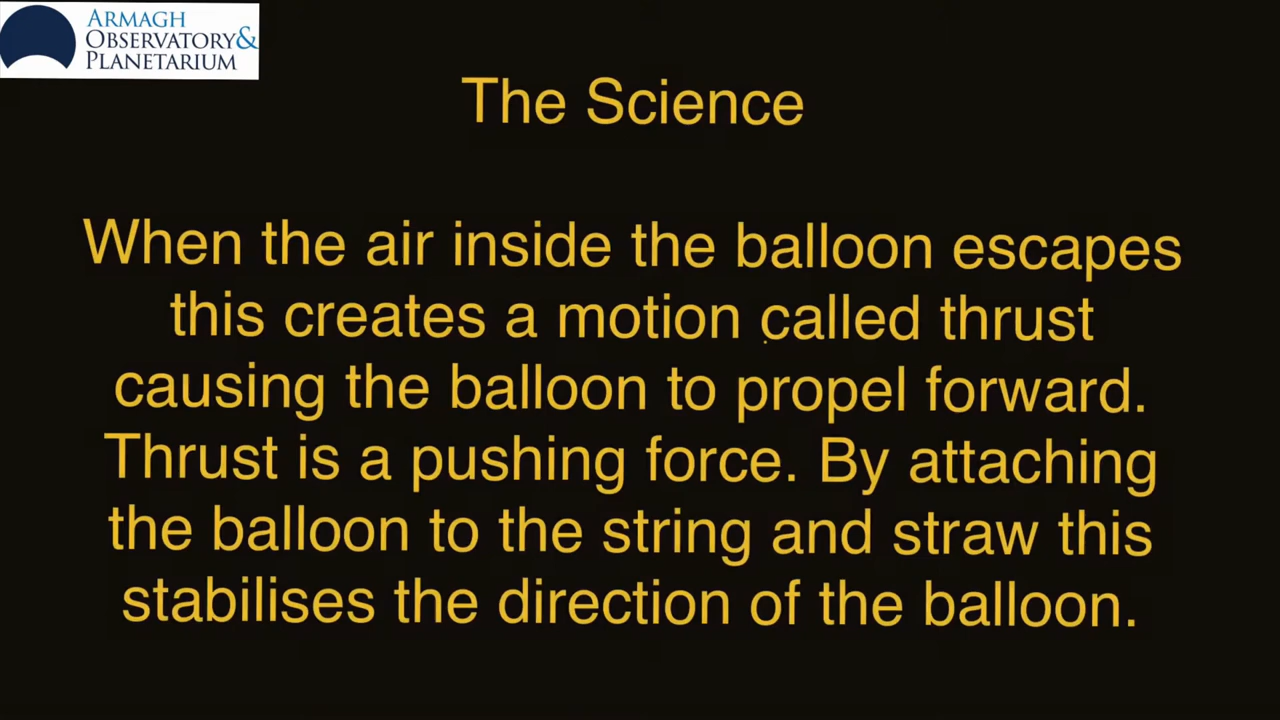 ARMAGH
OBSERVATORY&
PLANETARIUM
The Science
When the air inside the balloon escapes
this creates a motion called thrust
causing the balloon to propel forward.
Thrust is a pushing force. By attaching
the balloon to the string and straw this
stabilises the direction of the balloon.